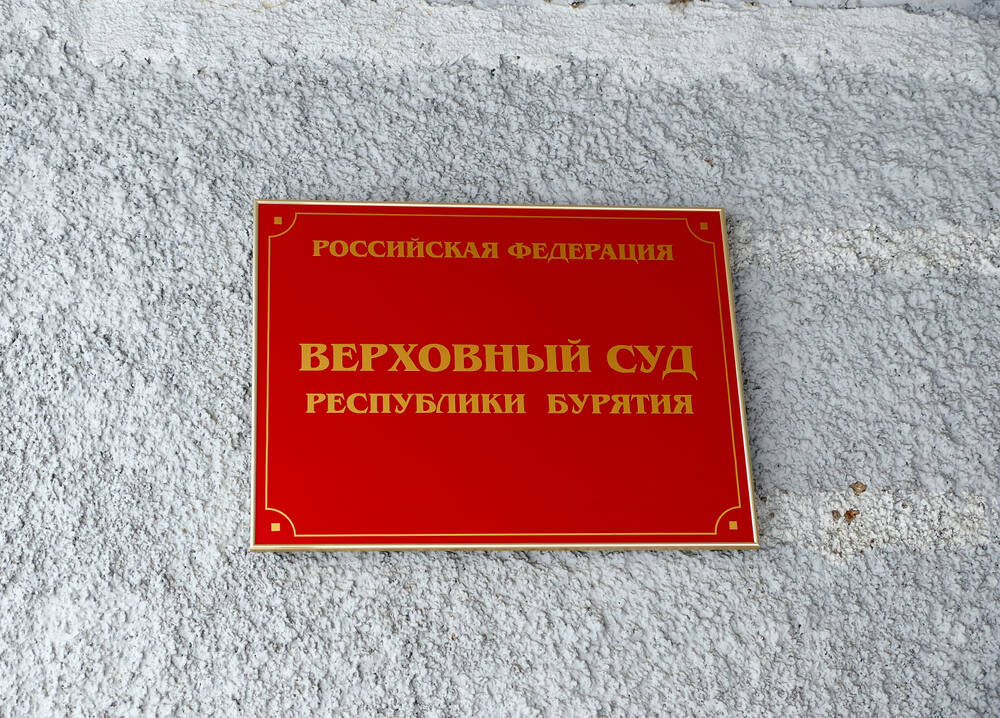 РОССИЙСКАЯ ФЕДЕРАЦИЯ
ВЕРХОВНЫЙ СУД
РЕСПУБЛИКИ БУРЯТИЯ